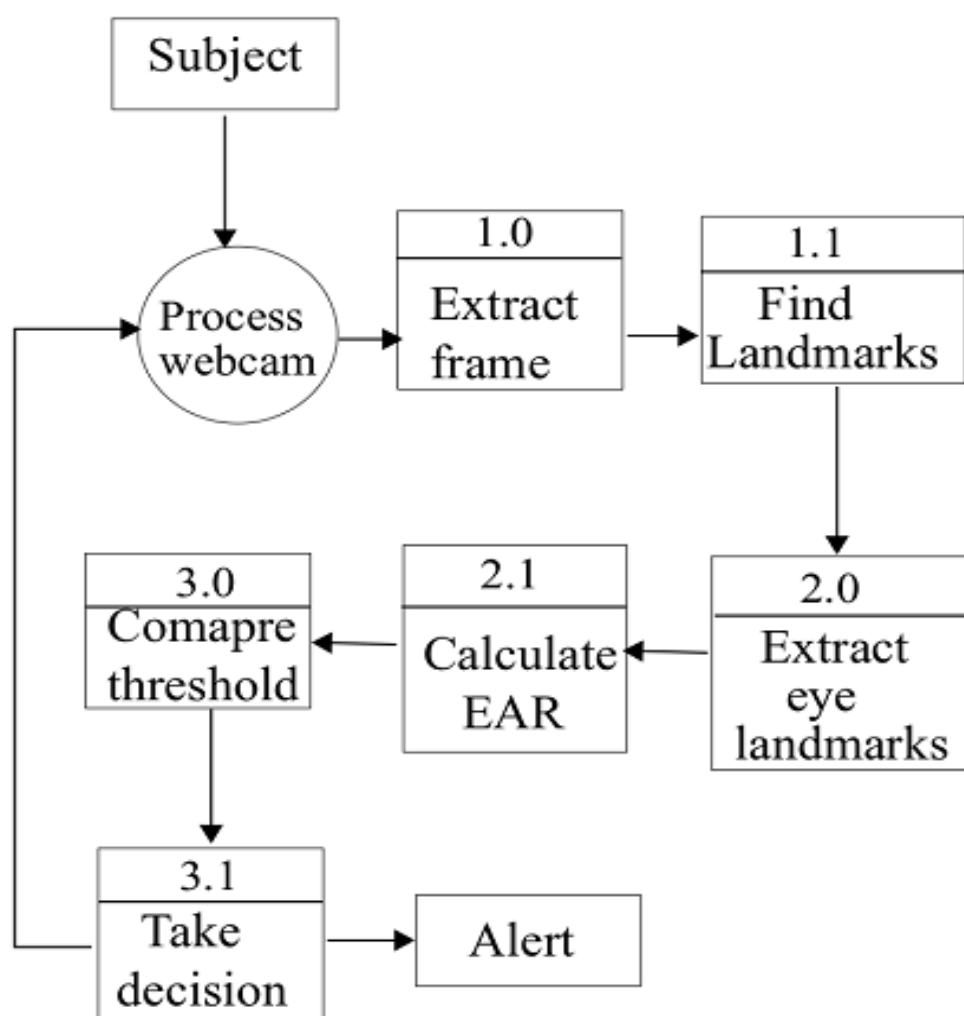 Subject
Process
webcam
1.0
Extract
frame
1.1
Find
Landmarks
2.0
Extract
eye
landmarks
2.1
Calculate
EAR
3.0
Comapre
threshold
3.1
Take
decision
Alert